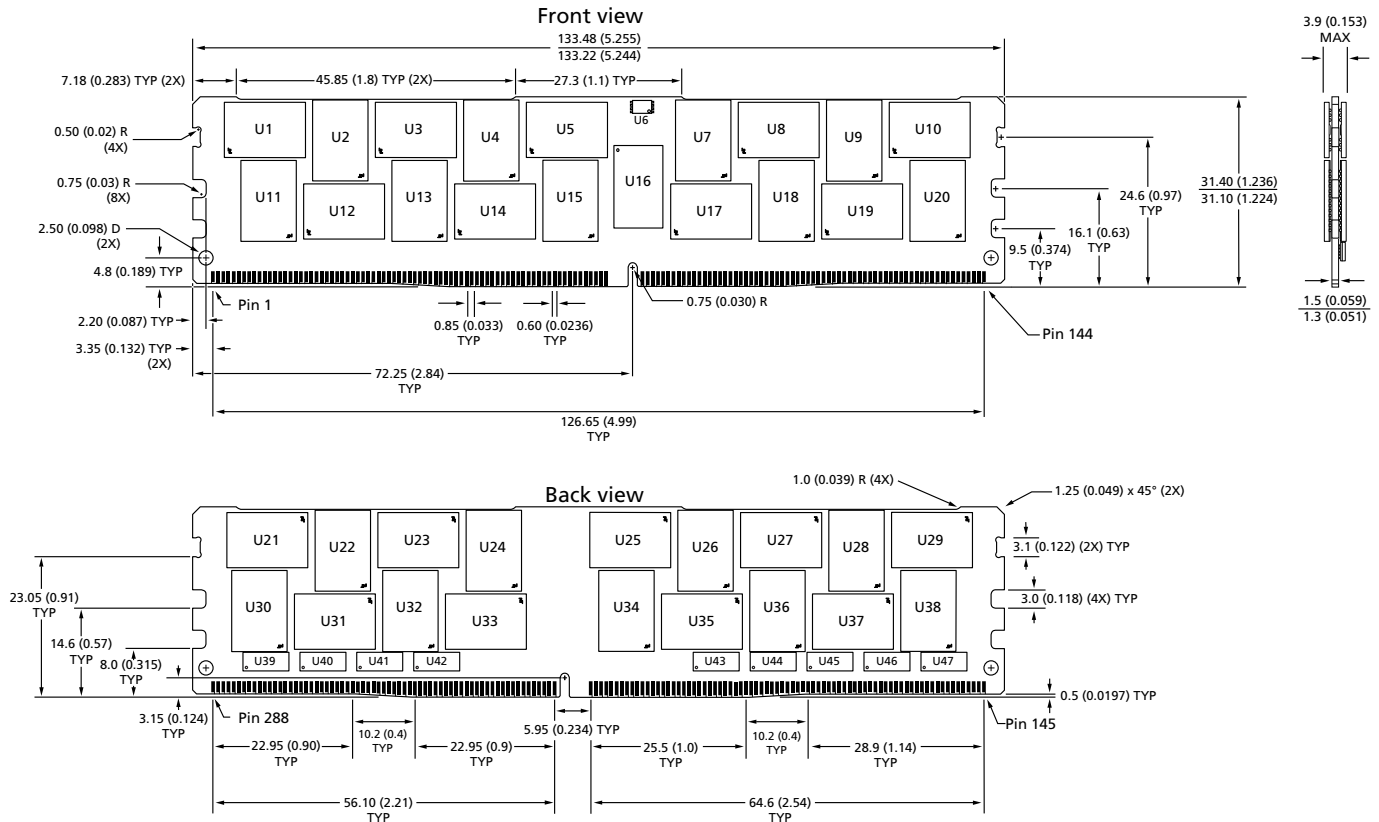 Front view
133.48 (5.255)
133.22 (5.244)
3.9 (0.153)
MAX
7.18 (0.283) TYP (2X)
45.85 (1.8) TYP (2X)
27.3 (1.1) TYP
0.50 (0.02) R
(4X)
0.75 (0.03) R
(8X)
2.50 (0.098) D
(2X)
4.8 (0.189) TYP
2.20 (0.087) TYP
3.35 (0.132) TYP
(2X)
U1
U2
U3
U4
U5
U6
U7
U8
U9
U10
U11
U12
U13
U14
U15
U16
U17
U18
U19
U20
24.6 (0.97)
TYP
16.1 (0.63)
TYP
9.5 (0.374)
TYP
31.40 (1.236)
31.10 (1.224)
1.5 (0.059)
1.3 (0.051)
Pin 1
0.85 (0.033)
TYP
0.60 (0.0236)
TYP
0.75 (0.030) R
Pin 144
72.25 (2.84)
TYP
126.65 (4.99)
TYP
Back view
1.0 (0.039) R (4X)
1.25 (0.049) x 45° (2X)
U21
U22
U23
U24
U25
U26
U27
U28
U29
U30
U31
U32
U33
U34
U35
U36
U37
U38
U39
U40
U41
U42
U43
U44
U45
U46
U47
3.1 (0.122) (2X) TYP
3.0 (0.118) (4X) TYP
0.5 (0.0197) TYP
23.05 (0.91)
TYP
14.6 (0.57)
TYP
8.0 (0.315)
TYP
3.15 (0.124)
TYP
Pin 288
Pin 145
5.95 (0.234) TYP
22.95 (0.90)
TYP
10.2 (0.4)
TYP
22.95 (0.9)
TYP
25.5 (1.0)
TYP
10.2 (0.4)
TYP
28.9 (1.14)
TYP
56.10 (2.21)
TYP
64.6 (2.54)
TYP